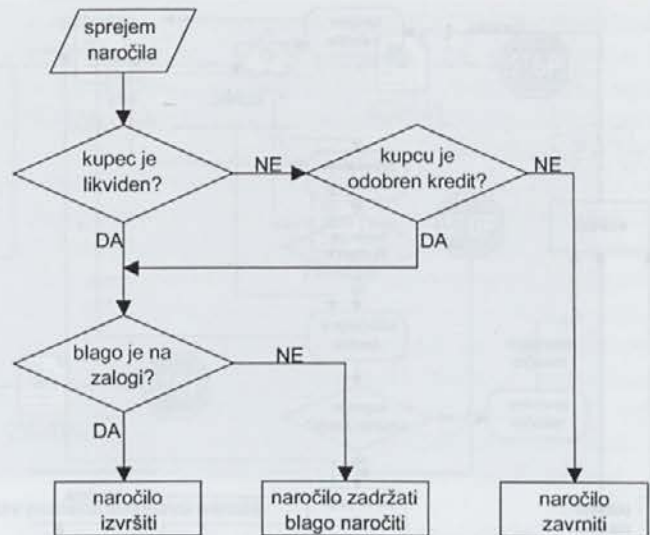 sprejem
naročila
kupec je
likviden?
NE
kupcu je
odobren kredit?
NE
DA
DA
blago je na
zalogi?
NE
DA
naročilo
izvršiti
naročilo zadržati
blago naročiti
naročilo
zavrniti